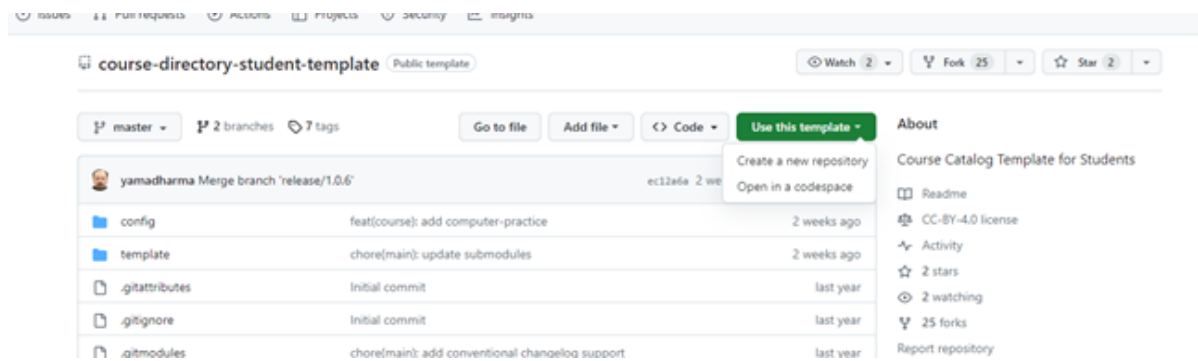 Issues Pull requests Actions Projects Security Insights
course-directory-student-template Public template Watch 2 Fork 25 Star 2
master 2 branches 7 tags Go to file Add file <> Code Use this template About
Create a new repository
Open in a codespace
Course Catalog Template for Students
yamadharma Merge branch 'release/1.0.6' ec12a6a 2 we
Readme
config feat(course): add computer-practice 2 weeks ago
CC-BY-4.0 license
template chore(main): update submodules 2 weeks ago
Activity
2 stars
.gitattributes Initial commit last year
2 watching
.gitignore Initial commit last year
25 forks
.gitmodules chore(main): add conventional changelog support last year
Report repository